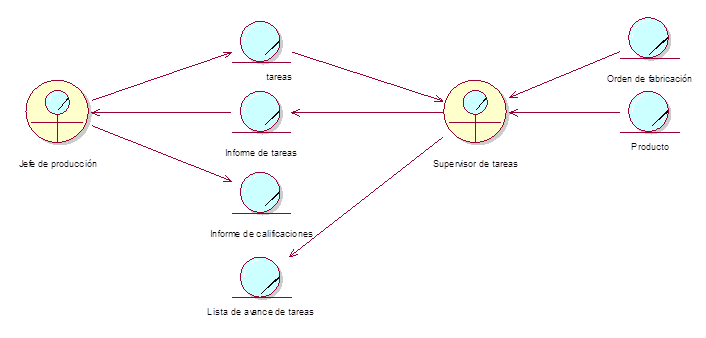 tareas
Orden de fabricación
Informe de tareas
Producto
Jefe de producción
Supervisor de tareas
Informe de calificaciones
Lista de avance de tareas